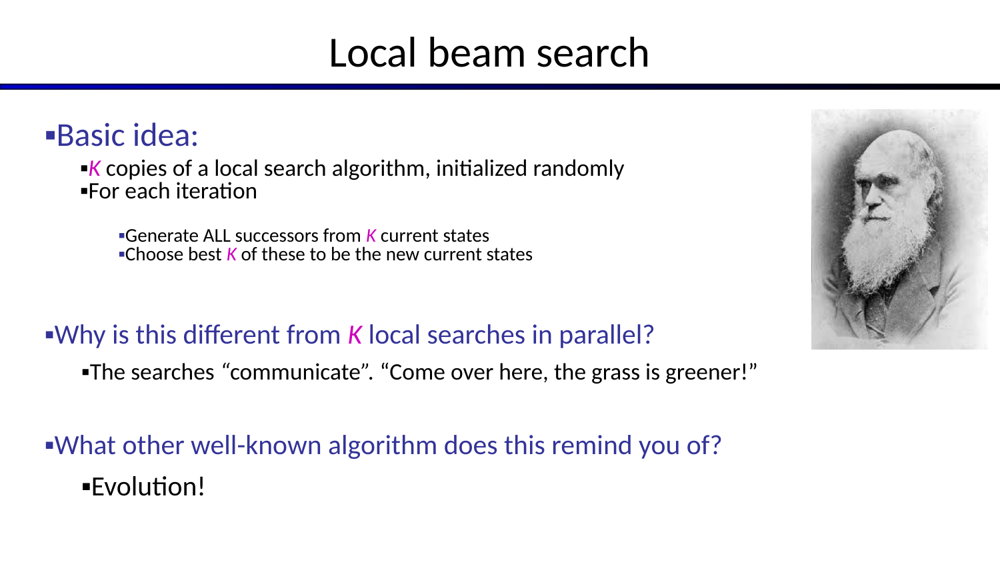 Local beam search
▪Basic idea:
▪K copies of a local search algorithm, initialized randomly
▪For each iteration
▪Generate ALL successors from K current states
▪Choose best K of these to be the new current states
▪Why is this different from K local searches in parallel?
▪The searches “communicate”. “Come over here, the grass is greener!”
▪What other well-known algorithm does this remind you of?
▪Evolution!